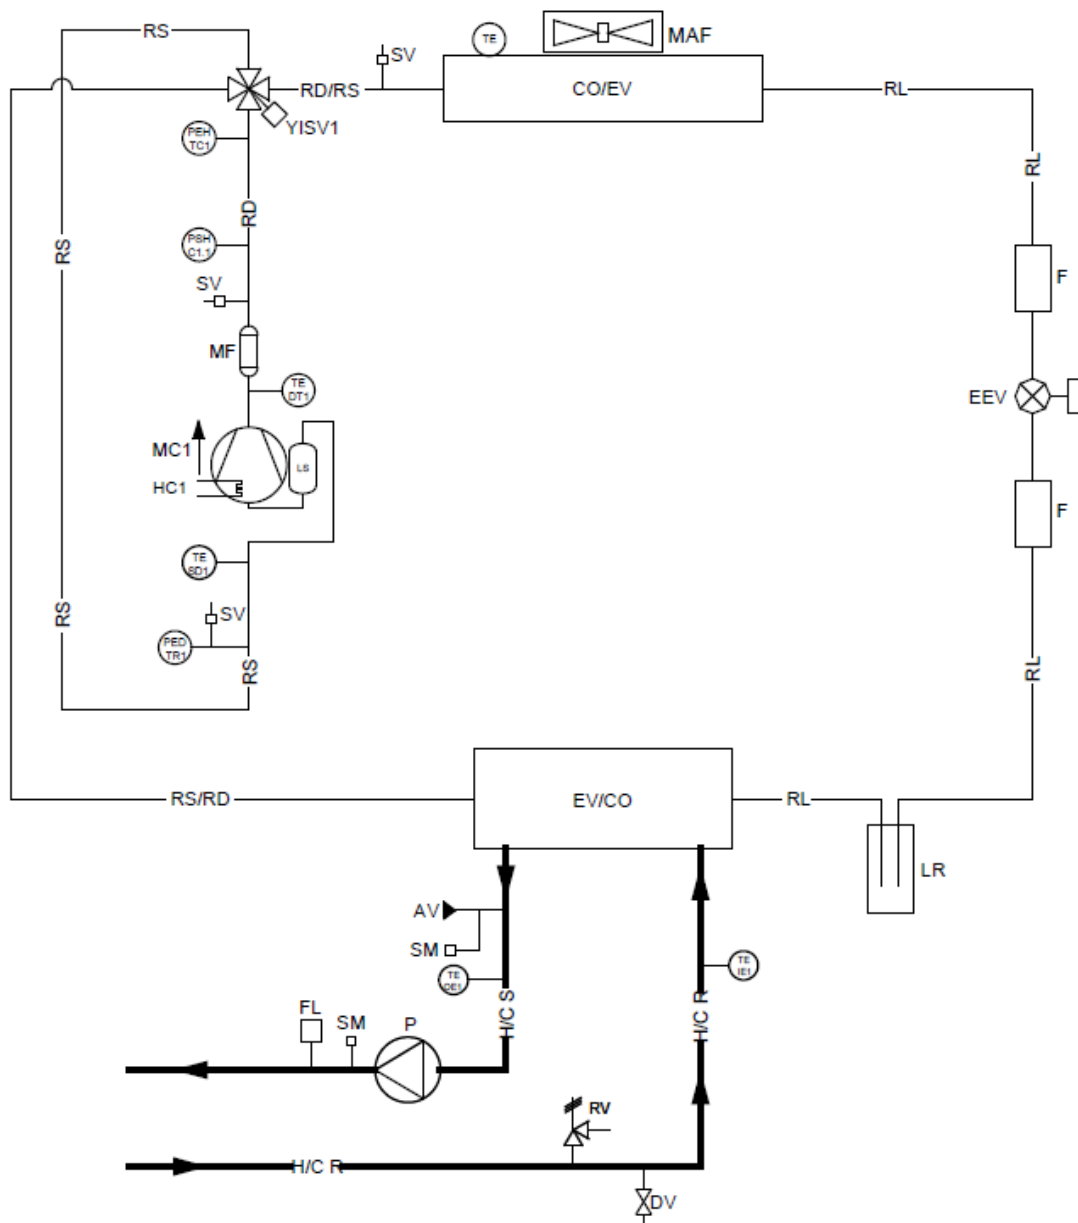 RS
TE
MAF
SV
RD/RS
CO/EV
RL
YISV1
PEH
TC1
RL
RD
RS
PSH
C1.1
F
SV
MF
TE
DT1
EEV
MC1
LS
HC1
F
TE
SD1
RS
SV
PED
TR1
RS
RL
RS/RD
EV/CO
RL
LR
AV
SM
TE
OE1
TE
IE1
H/C S
H/C R
FL
SM
P
RV
H/C R
DV